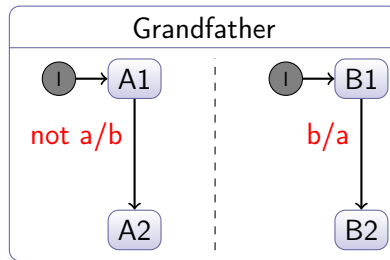 Grandfather
I A1 I B1
not a/b b/a
A2 B2